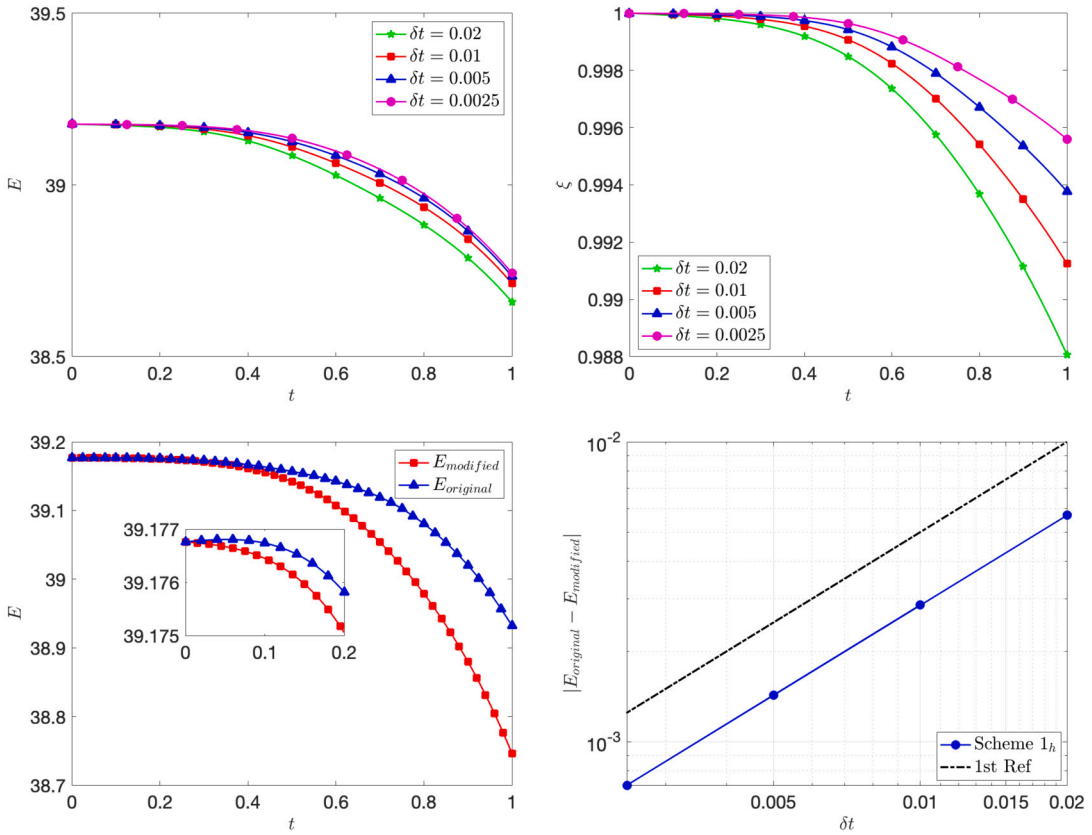 39.5
39
38.5
E
δt = 0.02
δt = 0.01
δt = 0.005
δt = 0.0025
0 0.2 0.4 0.6 0.8 1
t
1
0.998
0.996
0.994
0.992
0.99
0.988
ξ
δt = 0.02
δt = 0.01
δt = 0.005
δt = 0.0025
0 0.2 0.4 0.6 0.8 1
t
39.2
39.1
39
38.9
38.8
38.7
E
E_modified
E_original
39.177
39.176
39.175
0 0.1 0.2
0 0.2 0.4 0.6 0.8 1
t
10^-2
10^-3
|E_original − E_modified|
Scheme 1_h
1st Ref
0.005 0.01 0.015 0.02
δt